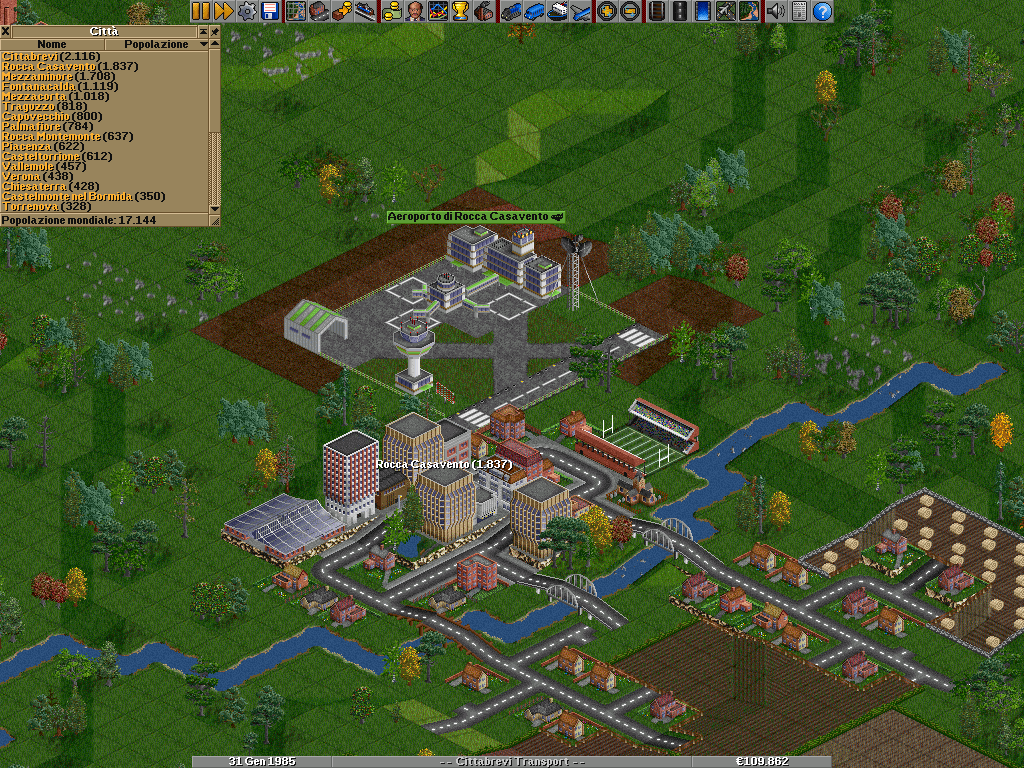 Città
Nome Popolazione
Cittabrevi (2.116)
Rocca Casavento (1.837)
Mezzaminore (1.708)
Fontanacalda (1.119)
Mezzacorta (1.018)
Traguzzo (818)
Capovecchio (800)
Palmafiore (784)
Rocca Montemonte (637)
Piacenza (622)
Casteltorrione (612)
Vallemole (457)
Verona (438)
Chiesaterra (428)
Castelmonte nel Bormida (350)
Torrenova (328)
Popolazione mondiale: 17.144
Aeroporto di Rocca Casavento
Rocca Casavento (1.837)
31 Gen 1985
-- Cittabrevi Transport --
€109.862